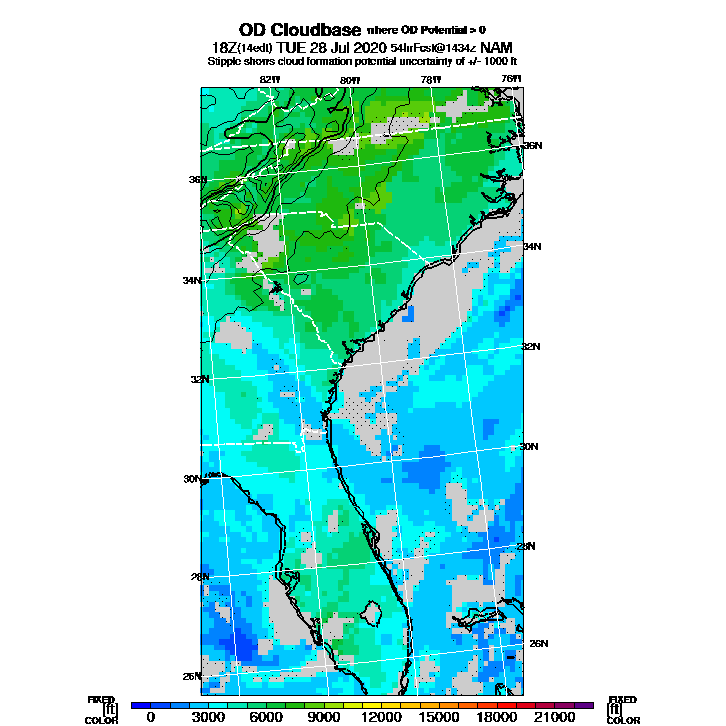 OD Cloudbase where OD Potential > 0
18Z(14edt) TUE 28 Jul 2020 54hrFcst@1434z NAM
Stipple shows cloud formation potential uncertainty of +/- 1000 ft
82W 80W 78W 76W
36N
36N
34N
34N
32N
32N
30N
30N
28N
28N
26N
26N
FIXED FIXED
[ft] [ft]
COLOR 0 3000 6000 9000 12000 15000 18000 21000 COLOR